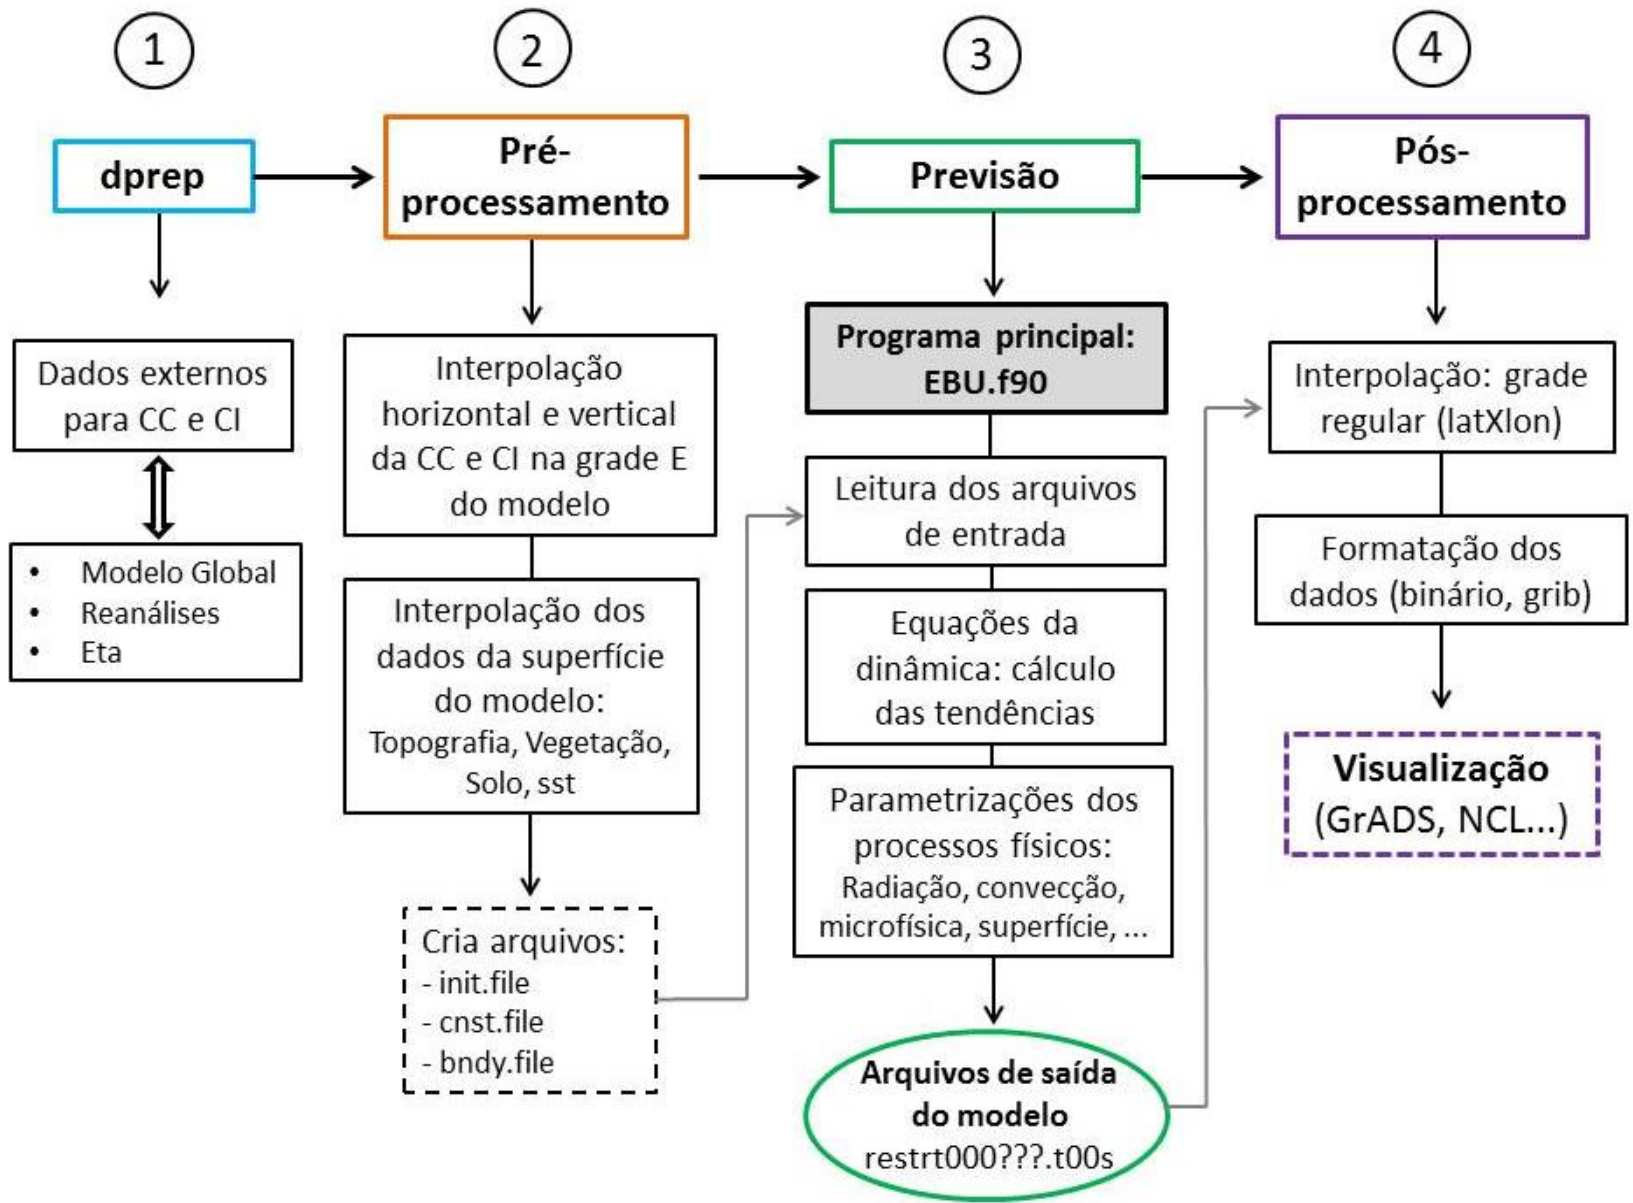 1
dprep
Dados externos
para CC e CI
• Modelo Global
• Reanálises
• Eta
2
Pré-
processamento
Interpolação
horizontal e vertical
da CC e CI na grade E
do modelo
Interpolação dos
dados da superfície
do modelo:
Topografia, Vegetação,
Solo, sst
Cria arquivos:
- init.file
- cnst.file
- bndy.file
3
Previsão
Programa principal:
EBU.f90
Leitura dos arquivos
de entrada
Equações da
dinâmica: cálculo
das tendências
Parametrizações dos
processos físicos:
Radiação, convecção,
microfísica, superfície, ...
Arquivos de saída
do modelo
restrt000???.t00s
4
Pós-
processamento
Interpolação: grade
regular (latXlon)
Formatação dos
dados (binário, grib)
Visualização
(GrADS, NCL...)